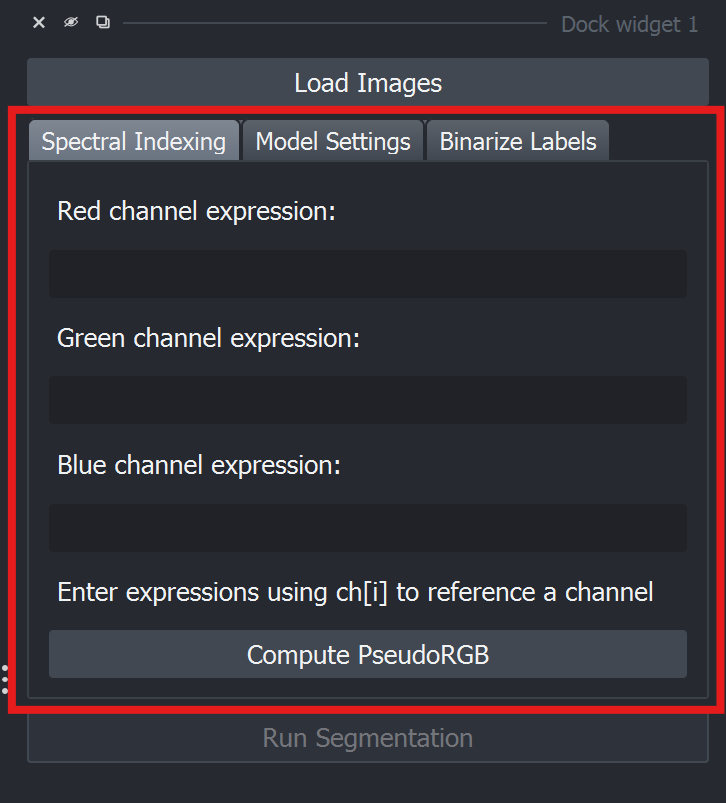 Dock widget 1
Load Images
Spectral Indexing Model Settings Binarize Labels
Red channel expression:
Green channel expression:
Blue channel expression:
Enter expressions using ch[i] to reference a channel
Compute PseudoRGB
Run Segmentation